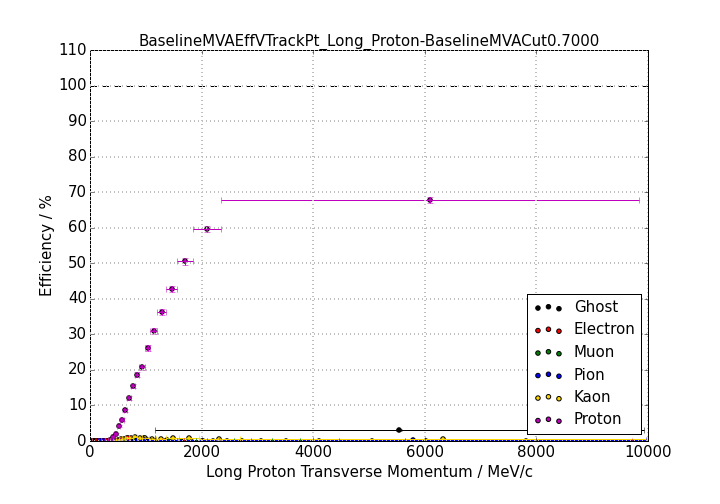 BaselineMVAEffVTrackPt_Long_Proton-BaselineMVACut0.7000
110
100
90
80
70
60
50
40
30
20
10
0
Efficiency / %
Ghost
Electron
Muon
Pion
Kaon
Proton
0 2000 4000 6000 8000 10000
Long Proton Transverse Momentum / MeV/c